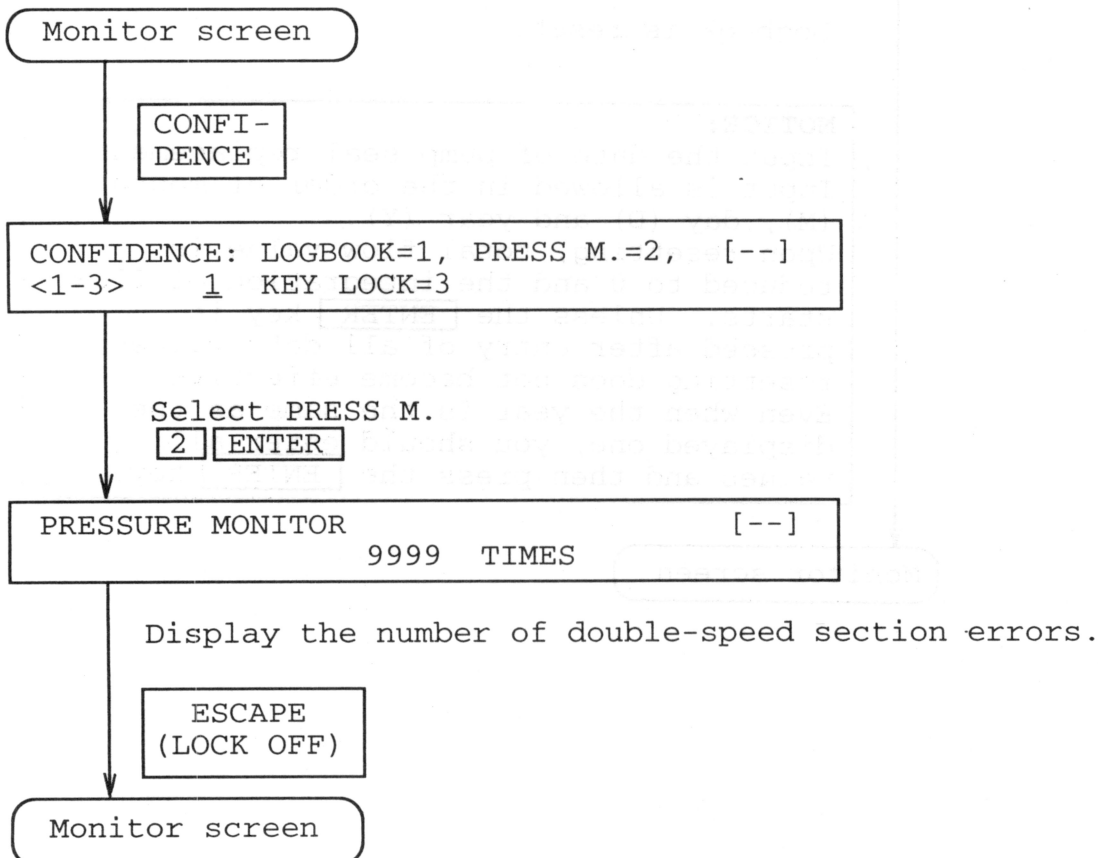 Monitor screen
CONFI-
DENCE
CONFIDENCE: LOGBOOK=1, PRESS M.=2, [--]
<1-3> 1 KEY LOCK=3
Select PRESS M.
2 ENTER
PRESSURE MONITOR [--]
9999 TIMES
Display the number of double-speed section errors.
ESCAPE
(LOCK OFF)
Monitor screen